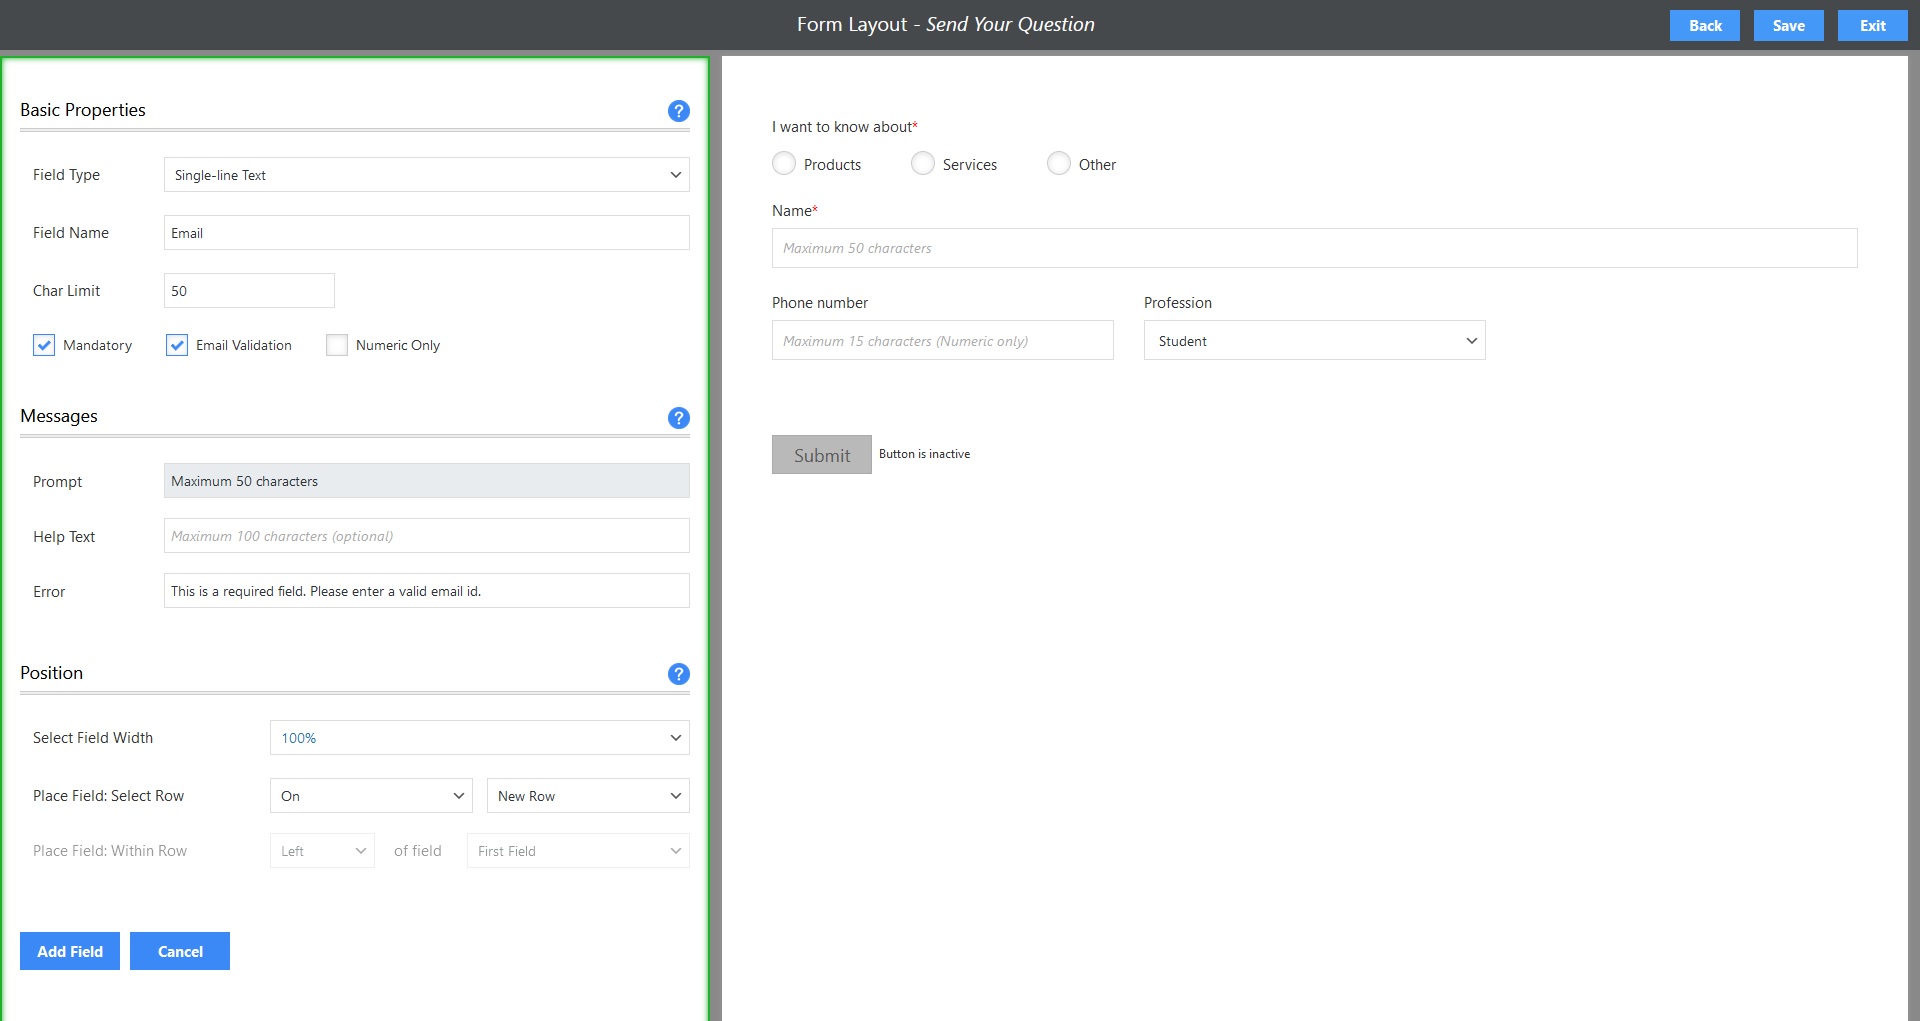 Form Layout - Send Your Question
Back
Save
Exit
Basic Properties
?
Field Type
Single-line Text
Field Name
Email
Char Limit
50
Mandatory
Email Validation
Numeric Only
Messages
?
Prompt
Maximum 50 characters
Help Text
Maximum 100 characters (optional)
Error
This is a required field. Please enter a valid email id.
Position
?
Select Field Width
100%
Place Field: Select Row
On
New Row
Place Field: Within Row
Left
of field
First Field
Add Field
Cancel
I want to know about*
Products
Services
Other
Name*
Maximum 50 characters
Phone number
Profession
Maximum 15 characters (Numeric only)
Student
Submit
Button is inactive